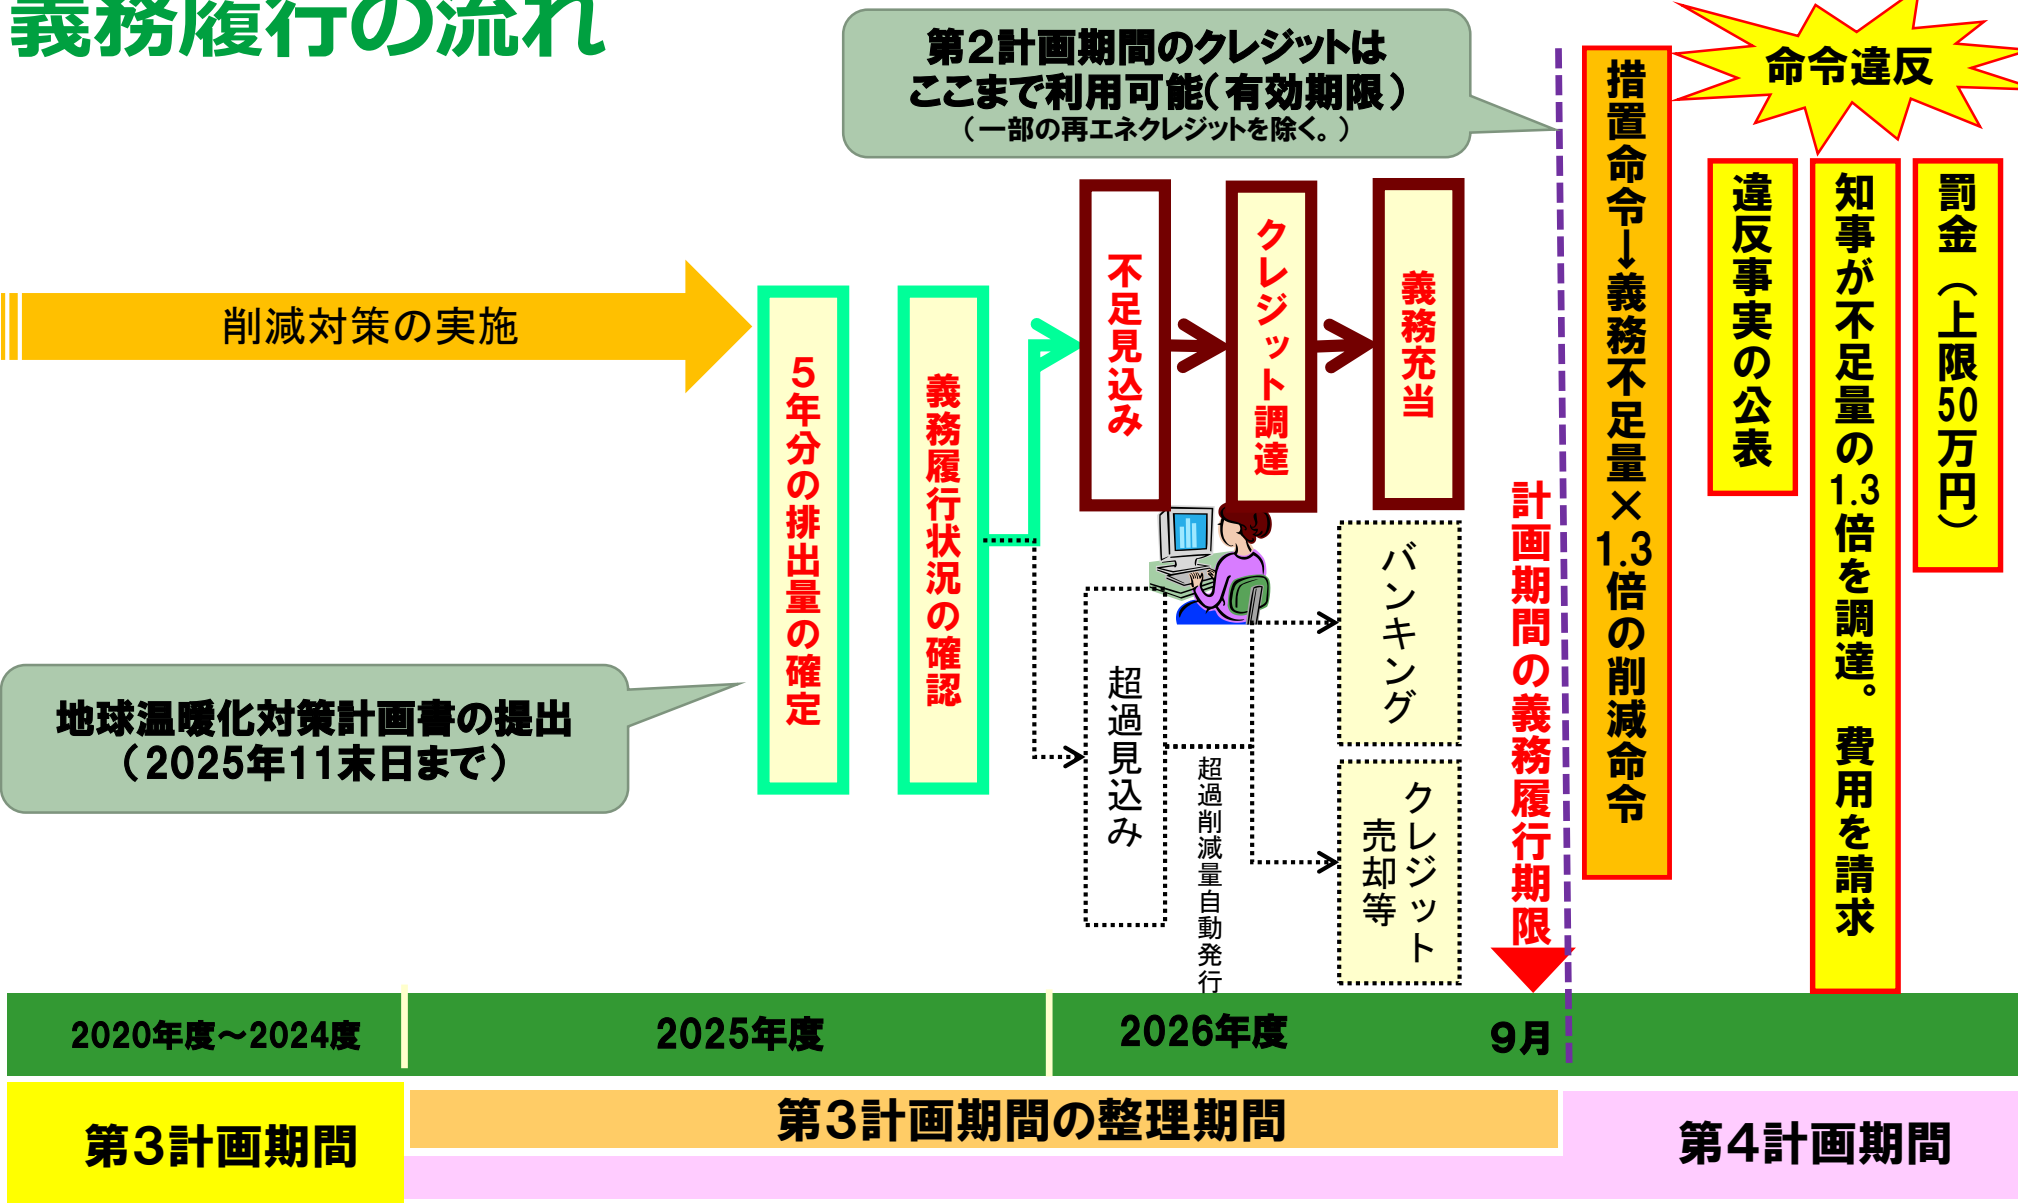 義務履行の流れ
第2計画期間のクレジットは
ここまで利用可能(有効期限)
(一部の再エネクレジットを除く。)
削減対策の実施
地球温暖化対策計画書の提出
(2025年11末日まで)
5年分の排出量の確定
義務履行状況の確認
不足見込み
クレジット調達
義務充当
超過見込み
超過削減量自動発行
バンキング
クレジット
売却等
計画期間の義務履行期限
措置命令→義務不足量×1.3倍の削減命令
命令違反
違反事実の公表
知事が不足量の1.3倍を調達。費用を請求
罰金(上限50万円)
2020年度~2024度
2025年度
2026年度
9月
第3計画期間
第3計画期間の整理期間
第4計画期間